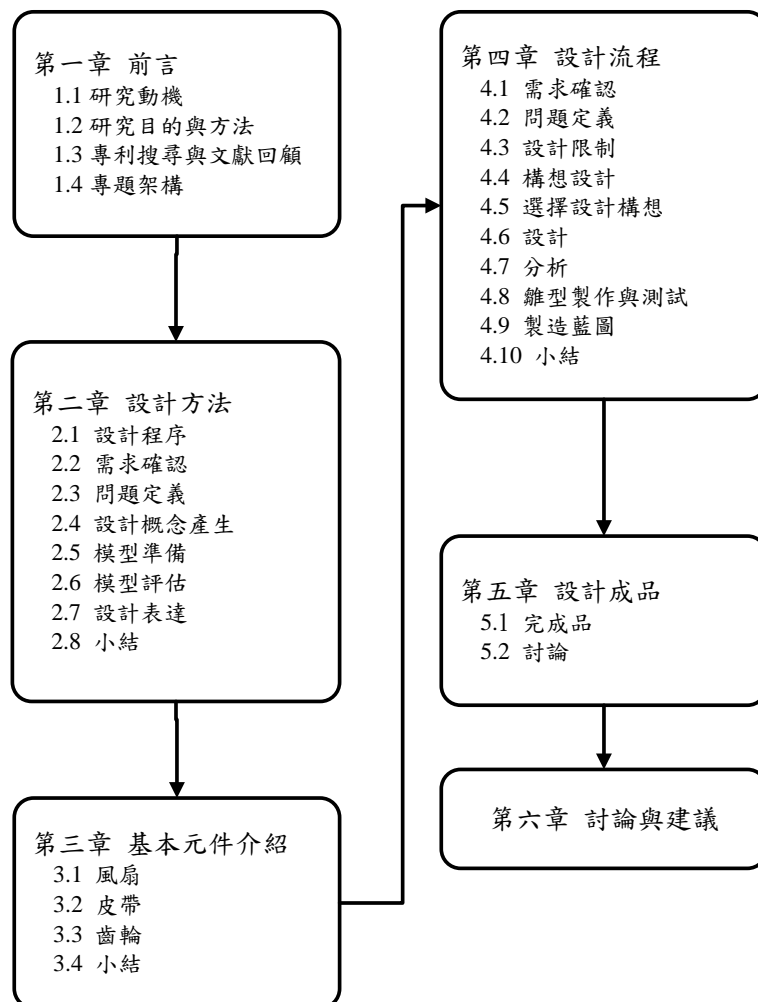 第一章 前言
1.1 研究動機
1.2 研究目的與方法
1.3 專利搜尋與文獻回顧
1.4 專題架構
第二章 設計方法
2.1 設計程序
2.2 需求確認
2.3 問題定義
2.4 設計概念產生
2.5 模型準備
2.6 模型評估
2.7 設計表達
2.8 小結
第三章 基本元件介紹
3.1 風扇
3.2 皮帶
3.3 齒輪
3.4 小結
第四章 設計流程
4.1 需求確認
4.2 問題定義
4.3 設計限制
4.4 構想設計
4.5 選擇設計構想
4.6 設計
4.7 分析
4.8 雛型製作與測試
4.9 製造藍圖
4.10 小結
第五章 設計成品
5.1 完成品
5.2 討論
第六章 討論與建議